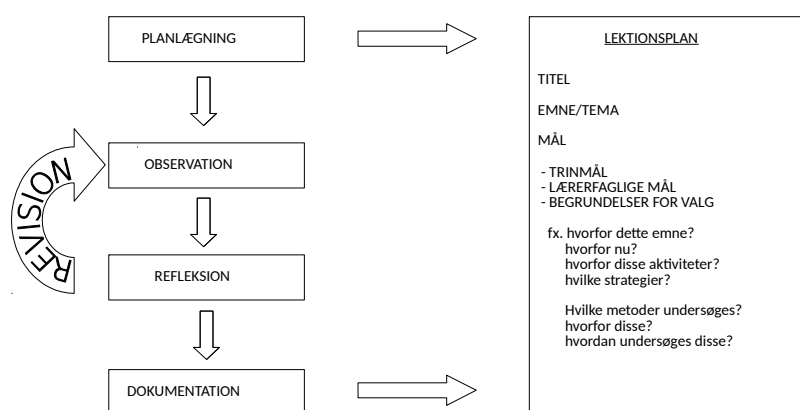 PLANLÆGNING
OBSERVATION
REVISION
REFLEKSION
DOKUMENTATION
LEKTIONSPLAN
TITEL
EMNE/TEMA
MÅL
- TRINMÅL
- LÆRERFAGLIGE MÅL
- BEGRUNDELSER FOR VALG
fx. hvorfor dette emne?
hvorfor nu?
hvorfor disse aktiviteter?
hvilke strategier?
Hvilke metoder undersøges?
hvorfor disse?
hvordan undersøges disse?